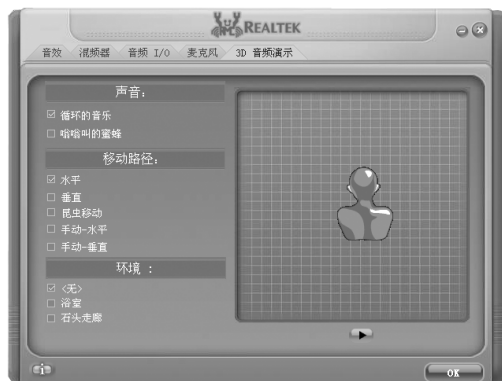 REALTEK
音效 混频器 音频 I/O 麦克风 3D 音频演示
声音:
循环的音乐
嗡嗡叫的蜜蜂
移动路径:
水平
垂直
昆虫移动
手动-水平
手动-垂直
环境 :
<无>
浴室
石头走廊
i
OK